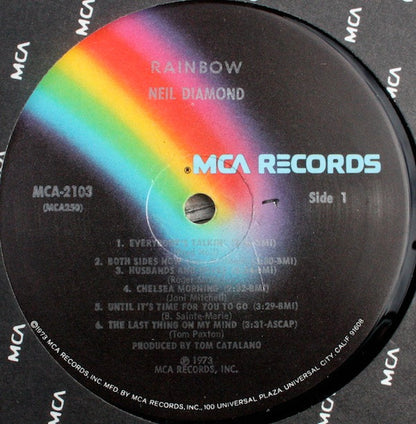 RAINBOW
NEIL DIAMOND
MCA RECORDS
MCA-2103
(MCA350)
Side 1
1. EVERYBODY'S TALKIN'
2. BOTH SIDES NOW
3. HUSBANDS AND
4. CHELSEA MORNING (2:32-BMI)
(Joni Mitchell)
5. UNTIL IT'S TIME FOR YOU TO GO (3:29-BMI)
(B. Sainte-Marie)
6. THE LAST THING ON MY MIND (3:31-ASCAP)
(Tom Paxton)
PRODUCED BY TOM CATALANO
℗ 1973
MCA RECORDS, INC.
©1973 MCA RECORDS, INC. MFD. BY MCA RECORDS, INC., 100 UNIVERSAL PLAZA, UNIVERSAL CITY, CALIF. 91608
MCA
MCA
MCA
MCA
MCA
MCA
MCA